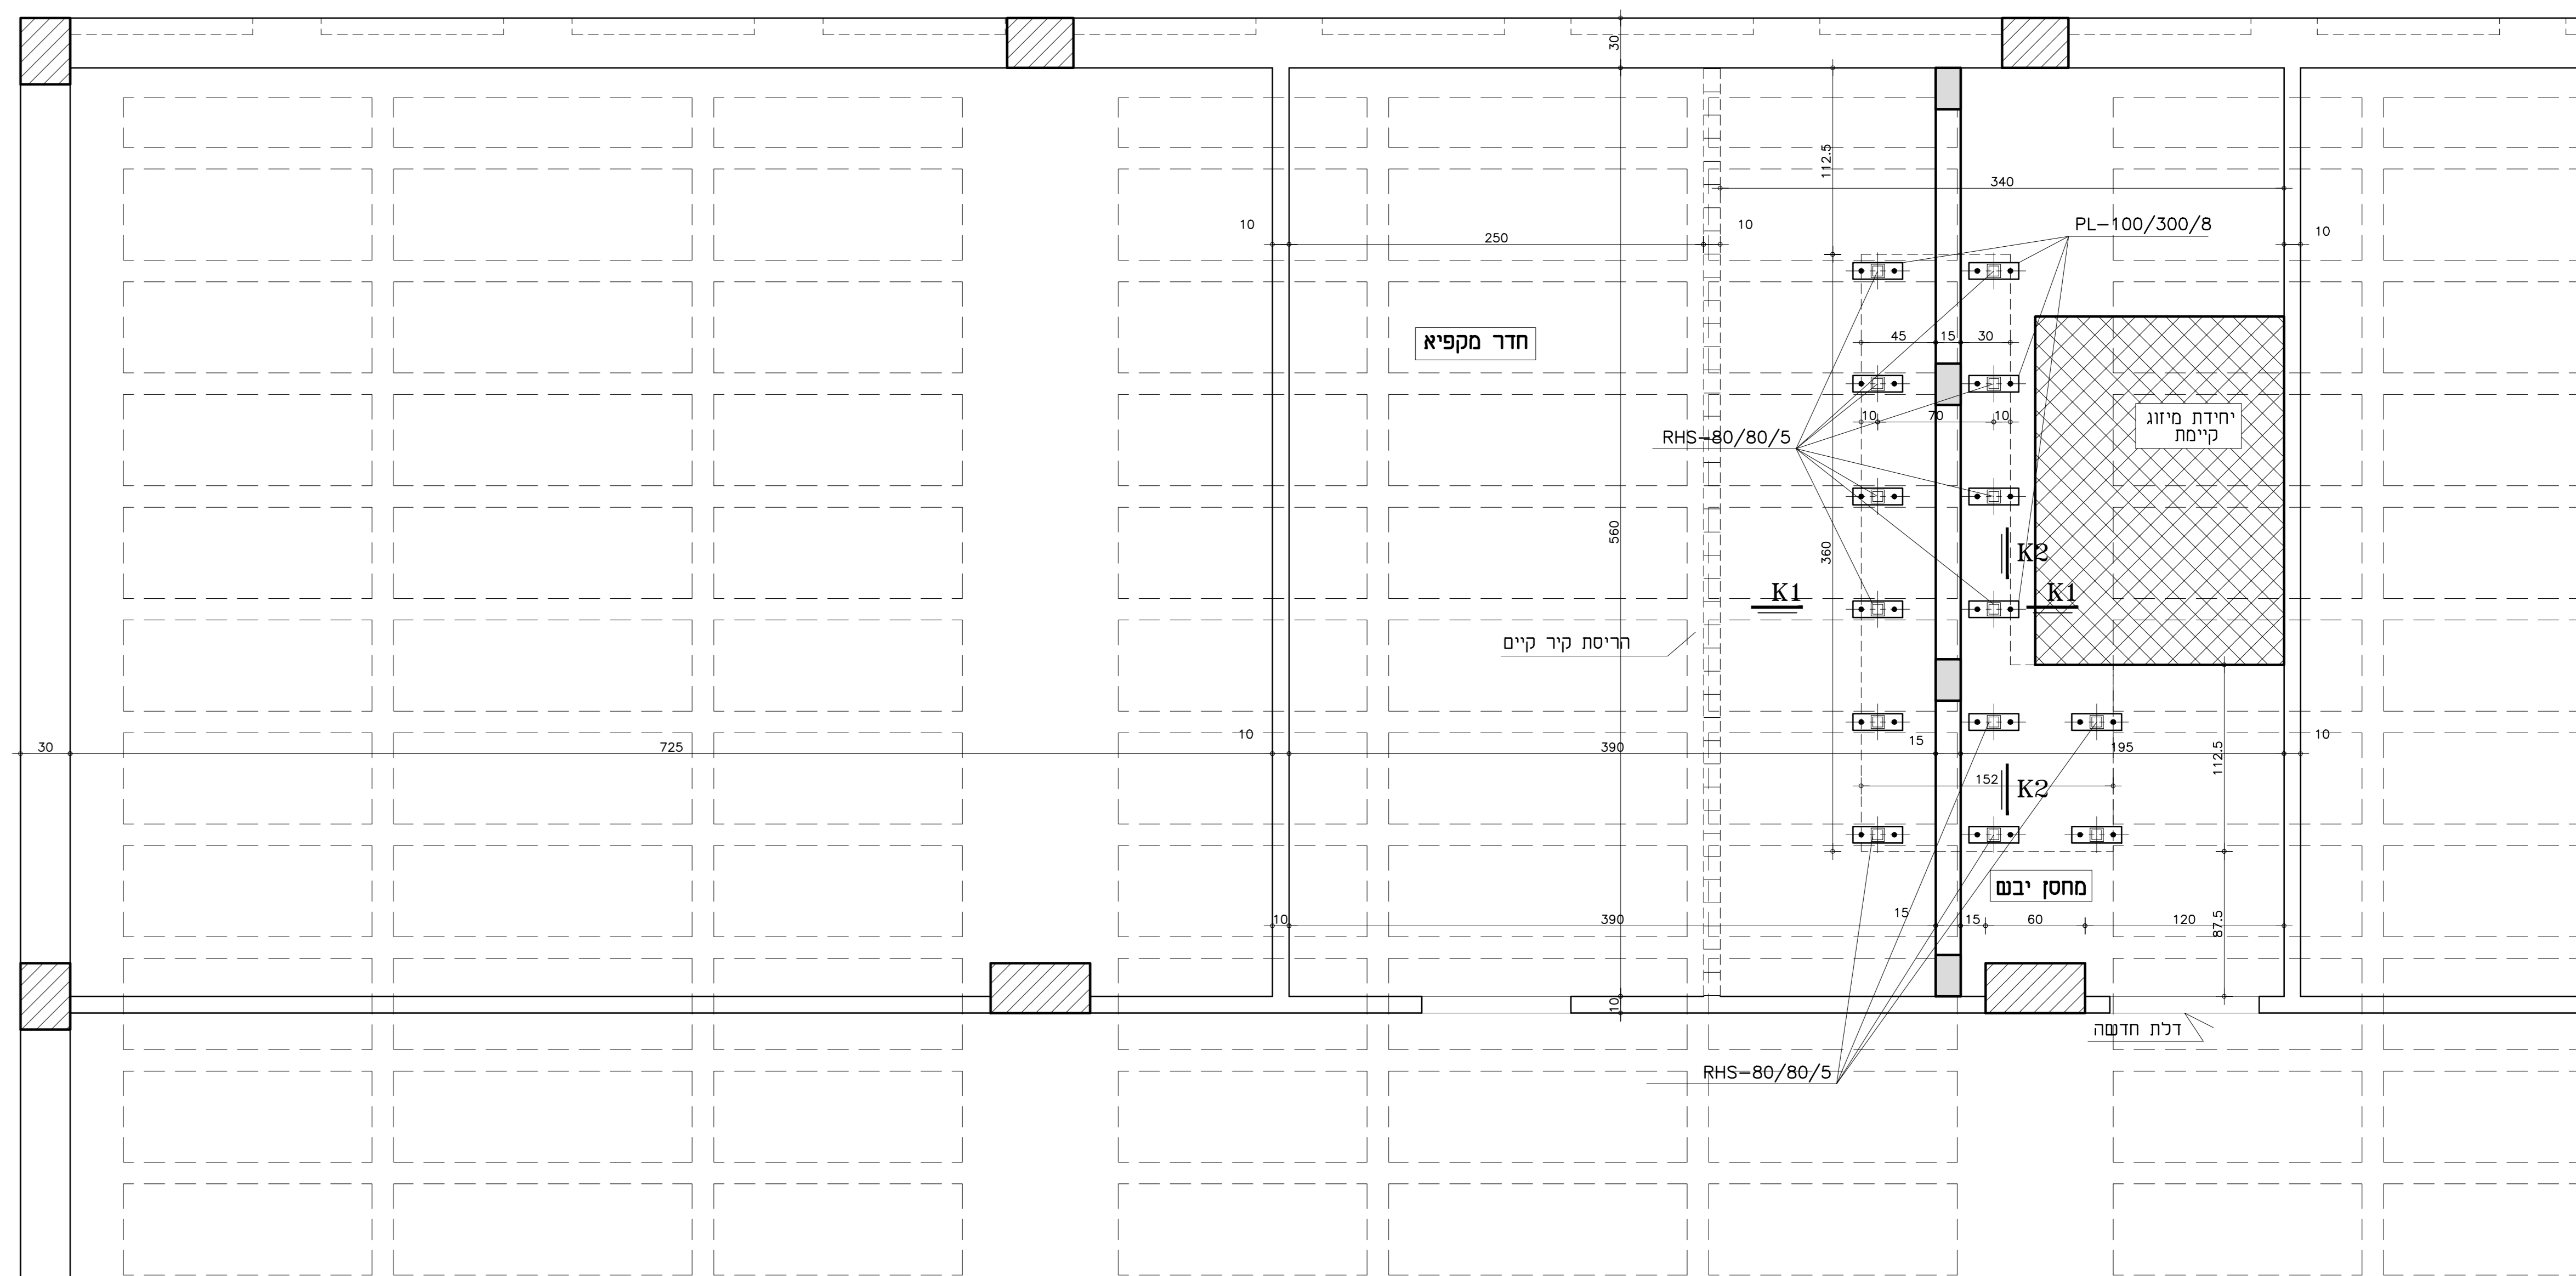 30
112.5
340
10
250
10
PL-100/300/8
10
חדר מקפיא
45
15
30
יחידת מיזוג
קיימת
10
70
10
RHS-80/80/5
560
360
K2
K1
K1
הריסת קיר קיים
30
725
10
390
15
195
10
112.5
152
K2
מחסן יבש
10
390
15
15
60
120
87.5
10
דלת חדשה
RHS-80/80/5